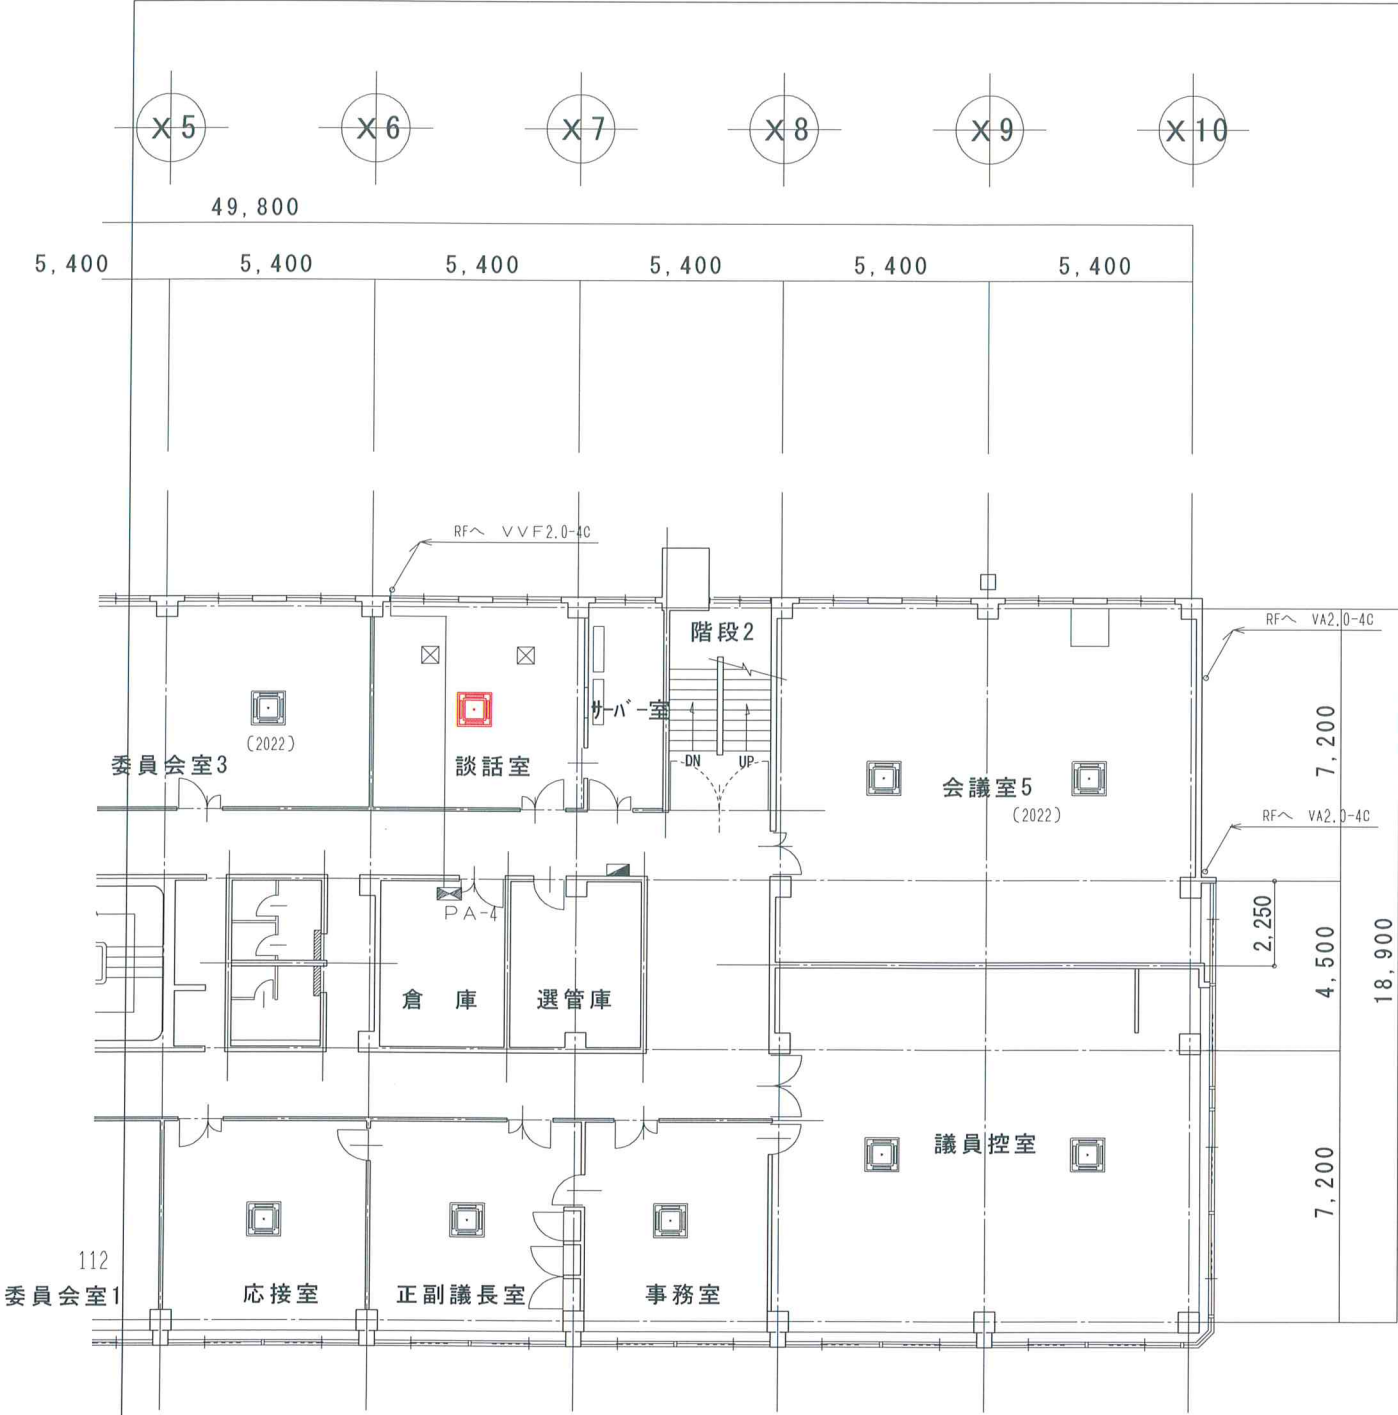 X5 X6 X7 X8 X9 X10
49,800
5,400 5,400 5,400 5,400 5,400 5,400
RFへ VVF2.0-4C
階段2
RFへ VA2.0-4C
サーバー室
(2022)
7,200
委員会室3
談話室
DN UP
会議室5
(2022)
RFへ VA2.0-4C
PA-4
2,250
4,500
18,900
倉庫
選管庫
議員控室
7,200
112
委員会室1
応接室
正副議長室
事務室